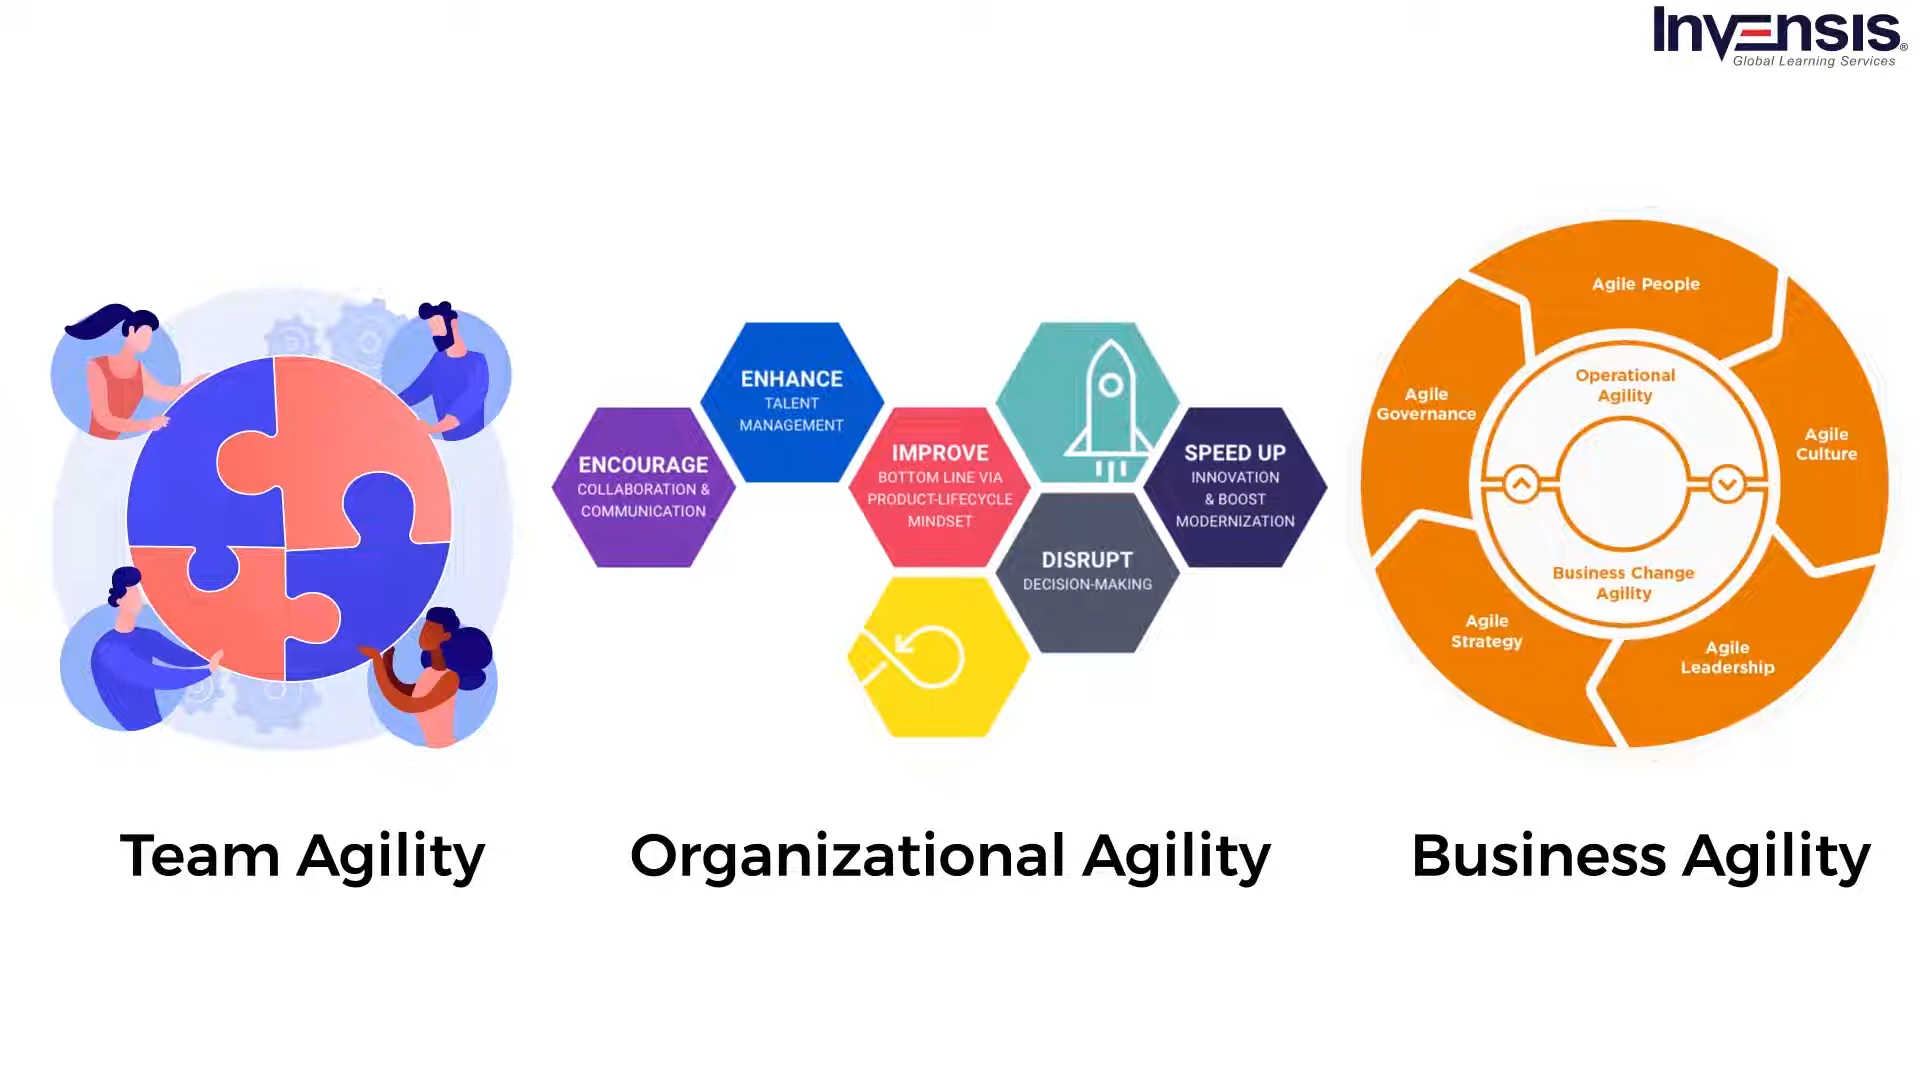 Invensis®
Global Learning Services
ENCOURAGE
COLLABORATION &
COMMUNICATION
ENHANCE
TALENT
MANAGEMENT
IMPROVE
BOTTOM LINE VIA
PRODUCT-LIFECYCLE
MINDSET
DISRUPT
DECISION-MAKING
SPEED UP
INNOVATION
& BOOST
MODERNIZATION
Agile People
Agile
Governance
Agile
Culture
Agile
Strategy
Agile
Leadership
Operational
Agility
Business Change
Agility
Team Agility
Organizational Agility
Business Agility